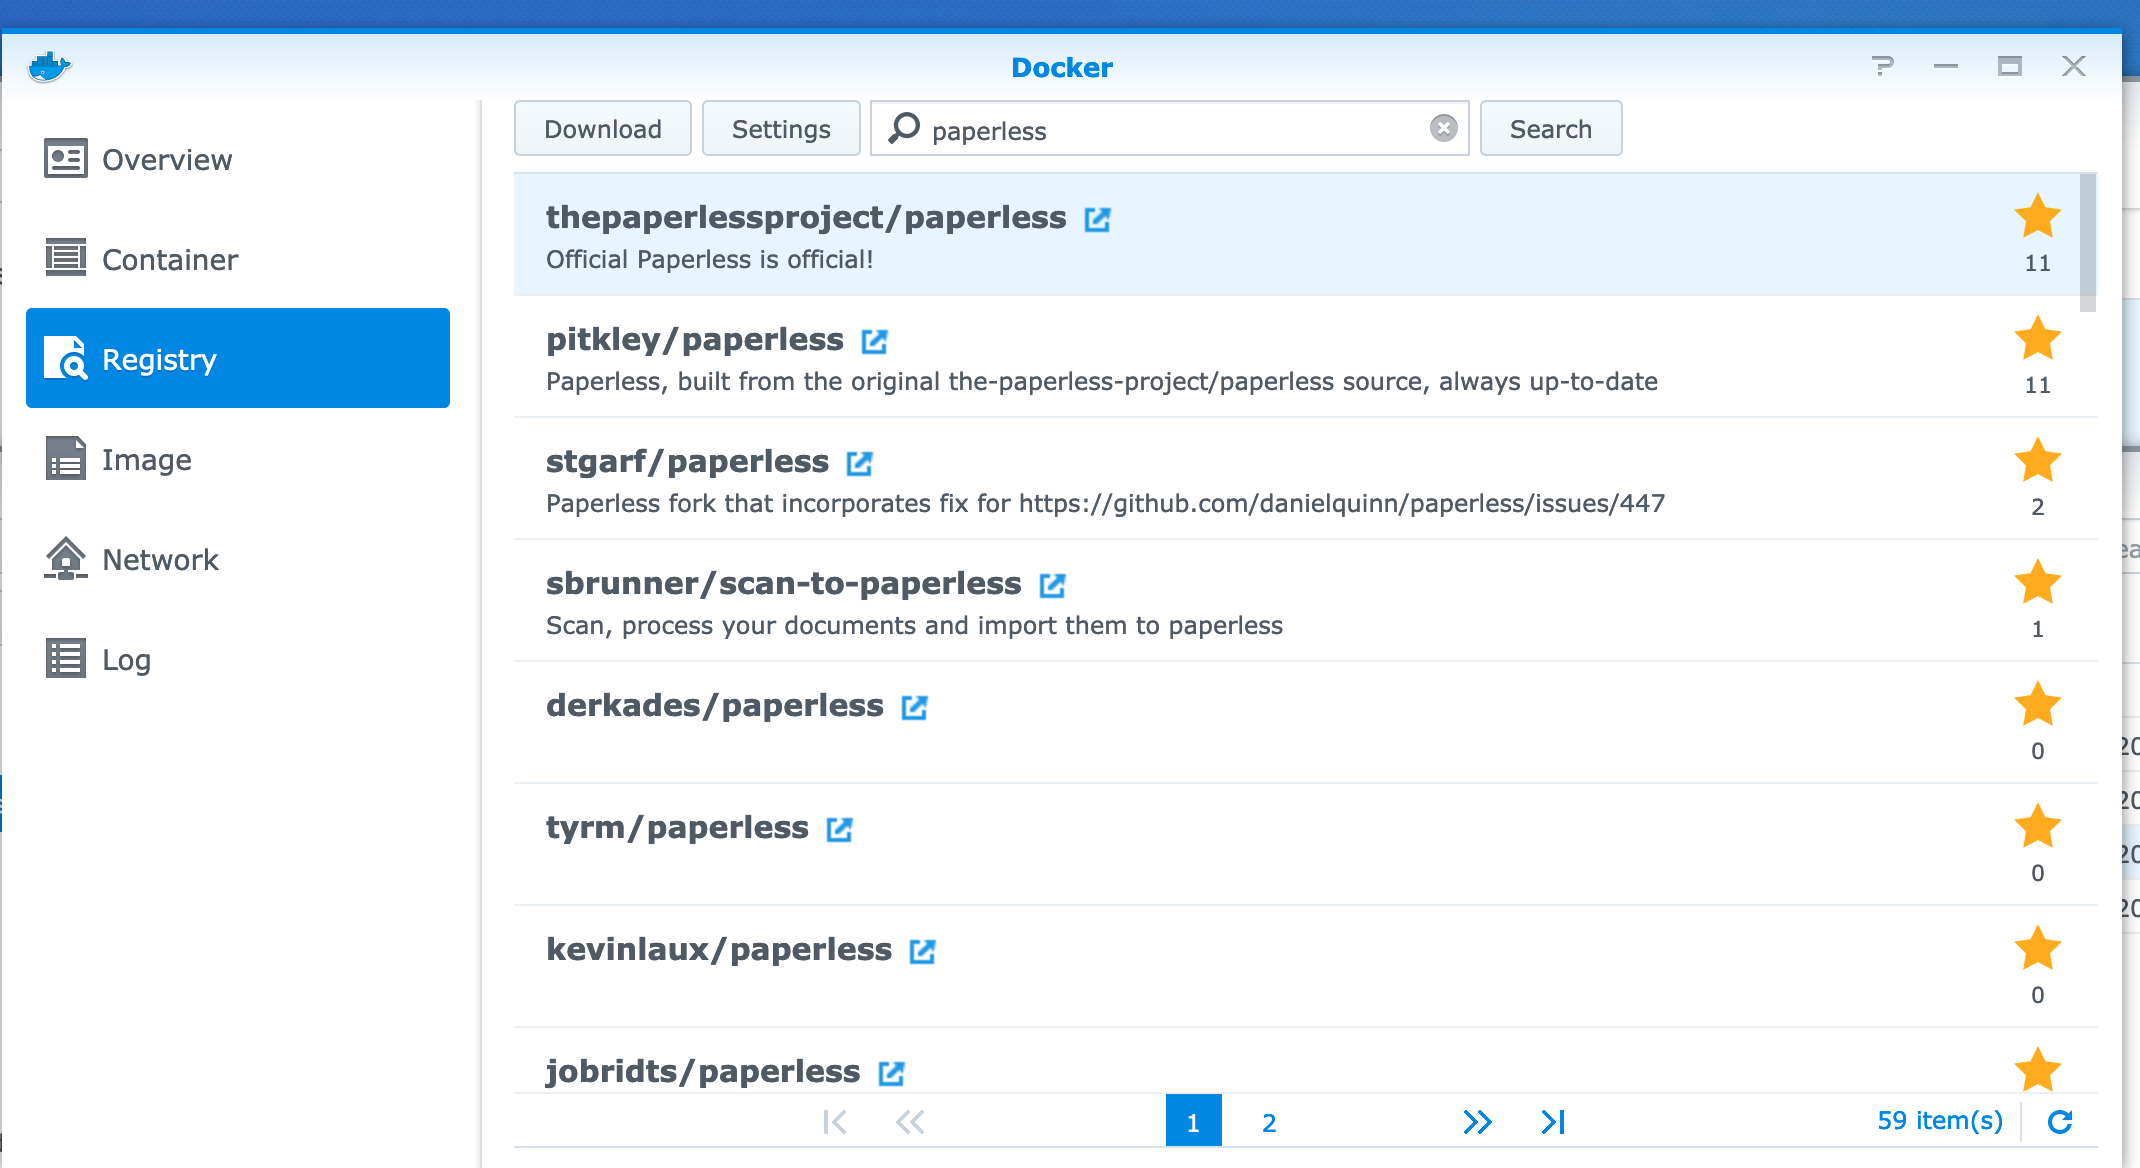 Docker
Overview
Container
Registry
Image
Network
Log
Download
Settings
paperless
Search
thepaperlessproject/paperless
Official Paperless is official!
11
pitkley/paperless
Paperless, built from the original the-paperless-project/paperless source, always up-to-date
11
stgarf/paperless
Paperless fork that incorporates fix for https://github.com/danielquinn/paperless/issues/447
2
sbrunner/scan-to-paperless
Scan, process your documents and import them to paperless
1
derkades/paperless
0
tyrm/paperless
0
kevinlaux/paperless
0
jobridts/paperless
1
2
59 item(s)